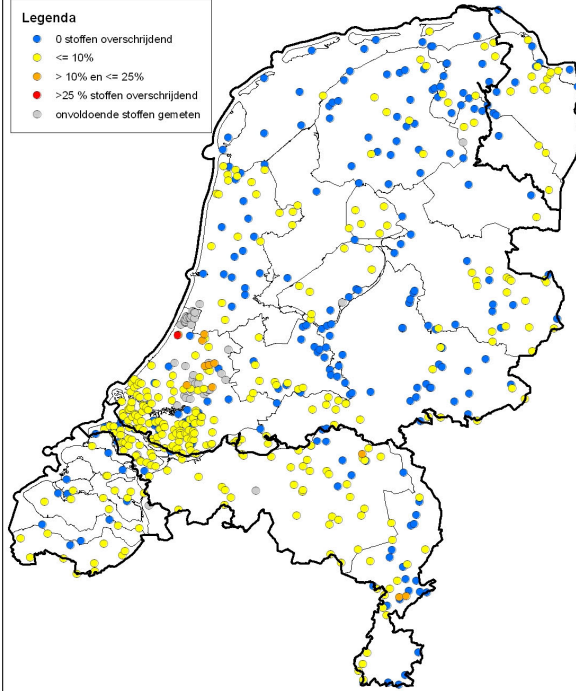 Legenda
0 stoffen overschrijdend
<= 10%
> 10% en <= 25%
>25 % stoffen overschrijdend
onvoldoende stoffen gemeten